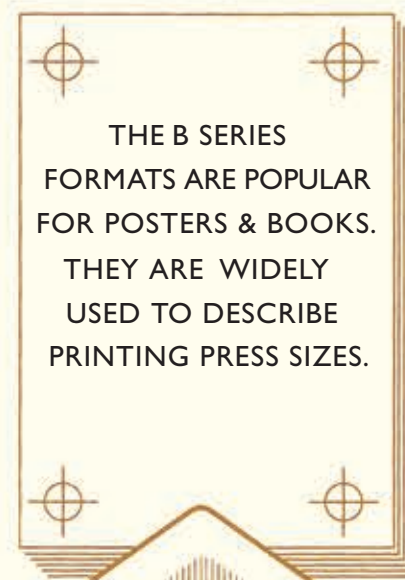 THE B SERIES
FORMATS ARE POPULAR
FOR POSTERS & BOOKS.
THEY ARE WIDELY
USED TO DESCRIBE
PRINTING PRESS SIZES.